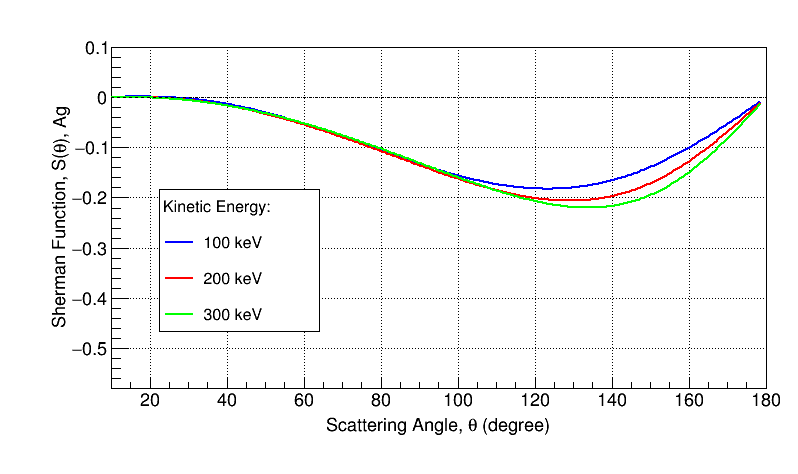 0.1
0
−0.1
−0.2
−0.3
−0.4
−0.5
Sherman Function, S(θ), Ag
Kinetic Energy:
100 keV
200 keV
300 keV
20 40 60 80 100 120 140 160 180
Scattering Angle, θ (degree)